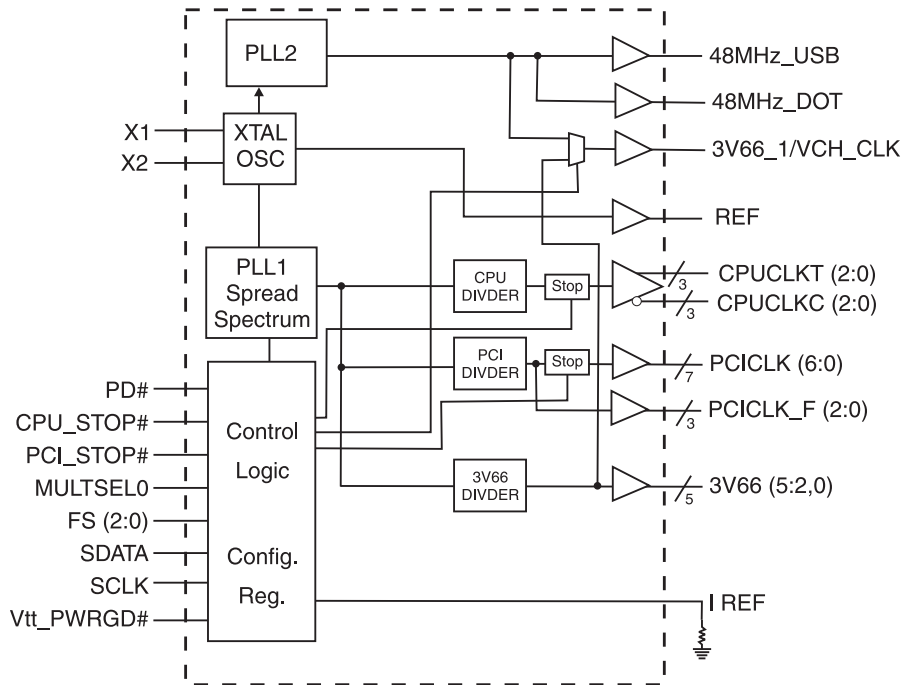 PLL2
48MHz_USB
48MHz_DOT
X1
X2
XTAL
OSC
3V66_1/VCH_CLK
REF
PLL1
Spread
Spectrum
CPU
DIVDER
Stop
3
CPUCLKT (2:0)
3
CPUCLKC (2:0)
PCI
DIVDER
Stop
7
PCICLK (6:0)
3
PCICLK_F (2:0)
PD#
CPU_STOP#
PCI_STOP#
MULTSEL0
FS (2:0)
SDATA
SCLK
Vtt_PWRGD#
Control
Logic
Config.
Reg.
3V66
DIVDER
5
3V66 (5:2,0)
I REF